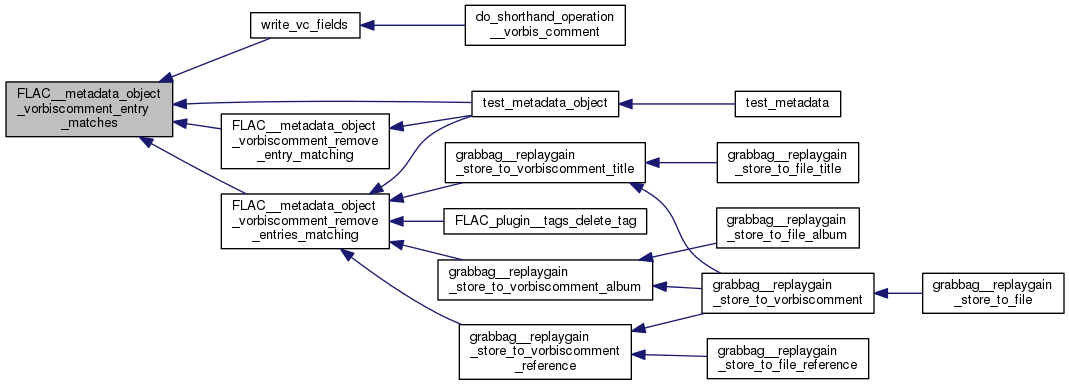 write_vc_fields
do_shorthand_operation
__vorbis_comment
FLAC__metadata_object
_vorbiscomment_entry
_matches
test_metadata_object
test_metadata
FLAC__metadata_object
_vorbiscomment_remove
_entry_matching
grabbag__replaygain
_store_to_vorbiscomment_title
grabbag__replaygain
_store_to_file_title
FLAC__metadata_object
_vorbiscomment_remove
_entries_matching
FLAC_plugin__tags_delete_tag
grabbag__replaygain
_store_to_file_album
grabbag__replaygain
_store_to_vorbiscomment_album
grabbag__replaygain
_store_to_vorbiscomment
grabbag__replaygain
_store_to_file
grabbag__replaygain
_store_to_vorbiscomment
_reference
grabbag__replaygain
_store_to_file_reference